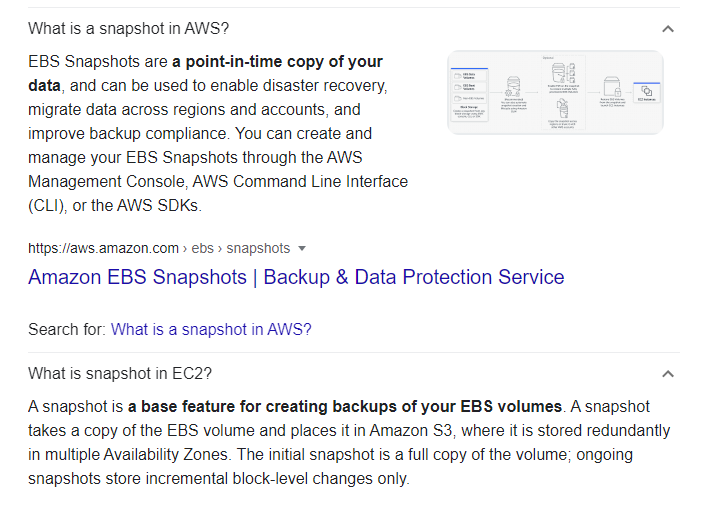 What is a snapshot in AWS?
EBS Snapshots are a point-in-time copy of your
data, and can be used to enable disaster recovery,
migrate data across regions and accounts, and
improve backup compliance. You can create and
manage your EBS Snapshots through the AWS
Management Console, AWS Command Line Interface
(CLI), or the AWS SDKs.
https://aws.amazon.com › ebs › snapshots
Amazon EBS Snapshots | Backup & Data Protection Service
Search for: What is a snapshot in AWS?
What is snapshot in EC2?
A snapshot is a base feature for creating backups of your EBS volumes. A snapshot
takes a copy of the EBS volume and places it in Amazon S3, where it is stored redundantly
in multiple Availability Zones. The initial snapshot is a full copy of the volume; ongoing
snapshots store incremental block-level changes only.